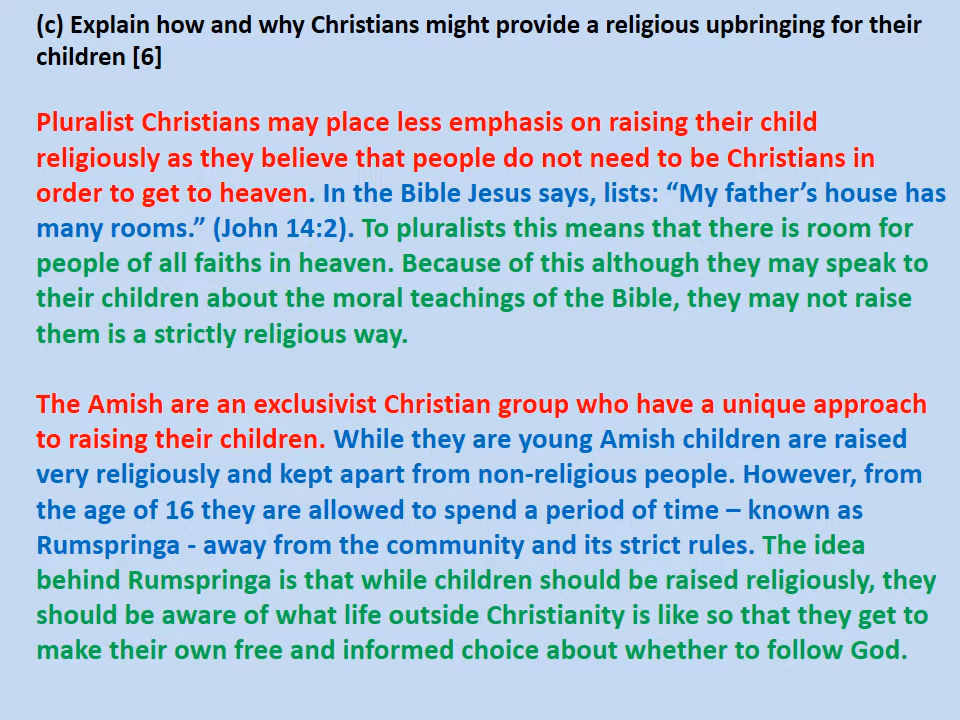 (c) Explain how and why Christians might provide a religious upbringing for their
children [6]
Pluralist Christians may place less emphasis on raising their child
religiously as they believe that people do not need to be Christians in
order to get to heaven. In the Bible Jesus says, lists: “My father’s house has
many rooms.” (John 14:2). To pluralists this means that there is room for
people of all faiths in heaven. Because of this although they may speak to
their children about the moral teachings of the Bible, they may not raise
them is a strictly religious way.
The Amish are an exclusivist Christian group who have a unique approach
to raising their children. While they are young Amish children are raised
very religiously and kept apart from non-religious people. However, from
the age of 16 they are allowed to spend a period of time – known as
Rumspringa - away from the community and its strict rules. The idea
behind Rumspringa is that while children should be raised religiously, they
should be aware of what life outside Christianity is like so that they get to
make their own free and informed choice about whether to follow God.